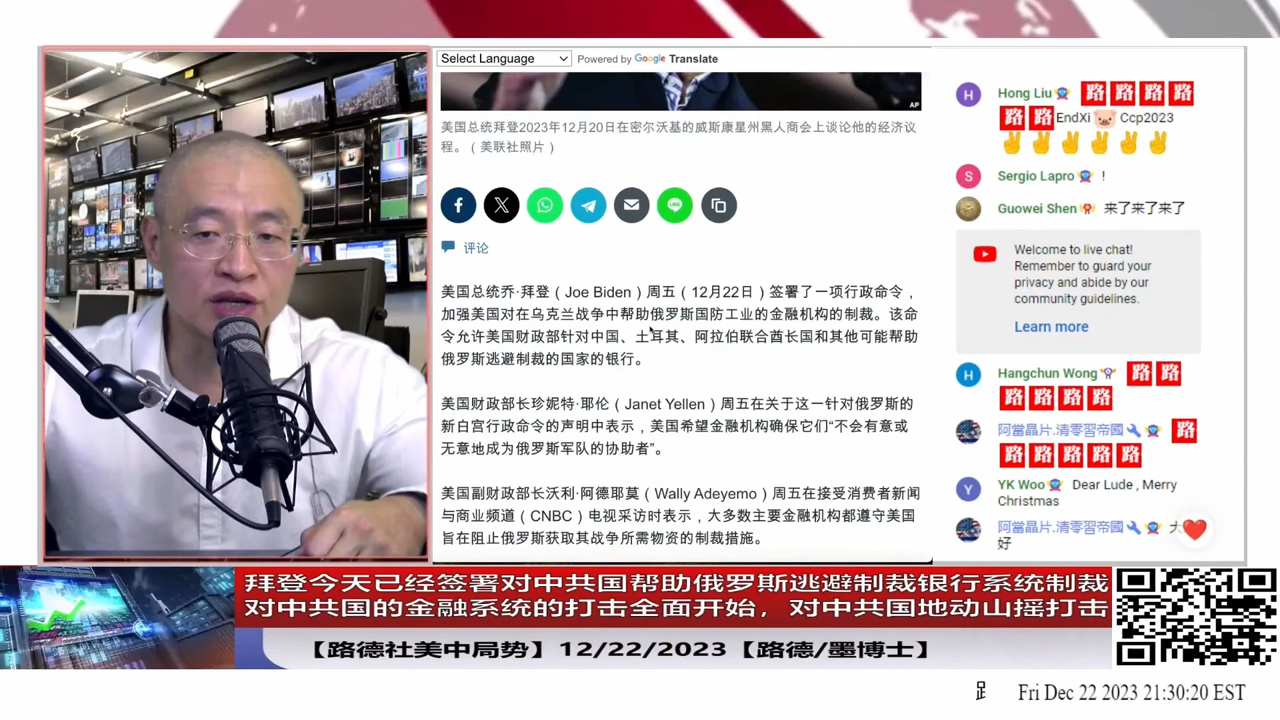 Select Language
Powered by Google Translate
AP
美国总统拜登2023年12月20日在密尔沃基的威斯康星州黑人商会上谈论他的经济议
程。（美联社照片）
LINE
评论
美国总统乔·拜登（Joe Biden）周五（12月22日）签署了一项行政命令，
加强美国对在乌克兰战争中帮助俄罗斯国防工业的金融机构的制裁。该命
令允许美国财政部针对中国、土耳其、阿拉伯联合酋长国和其他可能帮助
俄罗斯逃避制裁的国家的银行。
美国财政部长珍妮特·耶伦（Janet Yellen）周五在关于这一针对俄罗斯的
新白宫行政命令的声明中表示，美国希望金融机构确保它们“不会有意或
无意地成为俄罗斯军队的协助者”。
美国副财政部长沃利·阿德耶莫（Wally Adeyemo）周五在接受消费者新闻
与商业频道（CNBC）电视采访时表示，大多数主要金融机构都遵守美国
旨在阻止俄罗斯获取其战争所需物资的制裁措施。
H
Hong Liu 路 路 路 路
路 路 EndXi Ccp2023
S
Sergio Lapro !
Guowei Shen 来了来了来了
Welcome to live chat!
Remember to guard your
privacy and abide by our
community guidelines.
Learn more
H
Hangchun Wong 路 路
路 路 路 路
阿當晶片.清零習帝國 路
路 路 路 路 路
Y
YK Woo Dear Lude , Merry
Christmas
阿當晶片.清零習帝國 大
好
拜登今天已经签署对中共国帮助俄罗斯逃避制裁银行系统制裁
对中共国的金融系统的打击全面开始，对中共国地动山摇打击
【路德社美中局势】12/22/2023【路德/墨博士】
Fri Dec 22 2023 21:30:20 EST